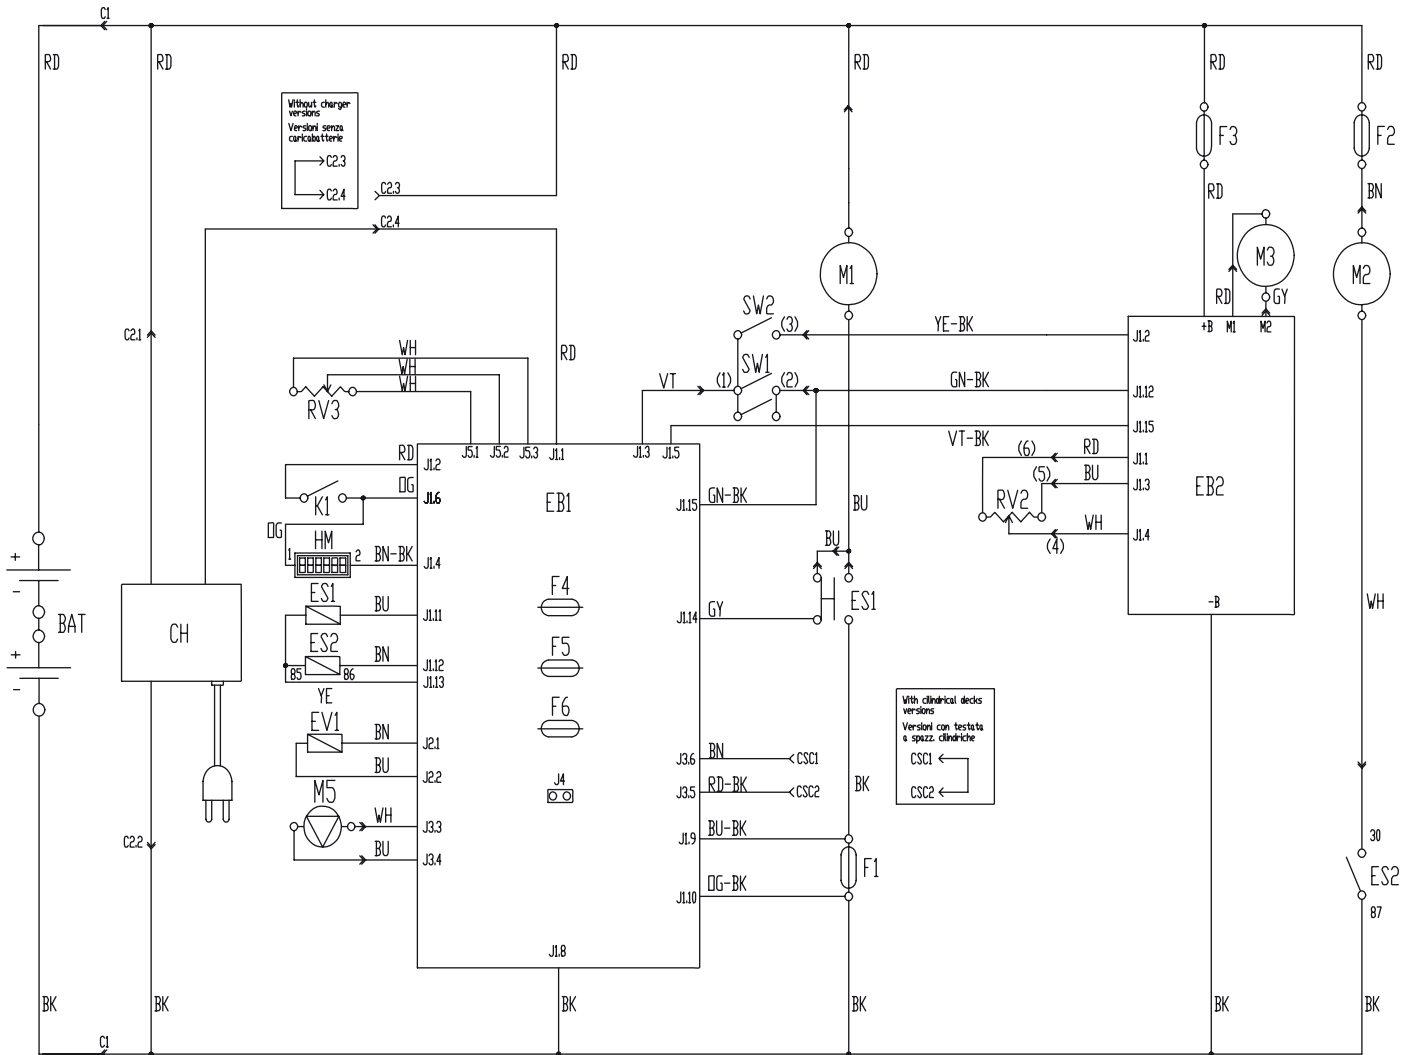 C1
RD
RD
RD
RD
RD
RD
Without charger
versions
Versioni senza
caricabatterie
C2.3
C2.4
C2.3
C2.4
F3
F2
RD
BN
M1
M3
M2
RD
GY
C2.1
SW2
(3)
YE-BK
+B
M1
M2
J1.2
WH
WH
WH
RD
RV3
VT
(1)
SW1
(2)
GN-BK
J1.12
VT-BK
J1.15
J5.1
J5.2
J5.3
J1.1
J1.3
J1.5
RD
J1.2
(6)
RD
J1.1
(5)
BU
J1.3
EB2
RV2
WH
(4)
J1.4
OG
K1
J1.6
EB1
GN-BK
J1.15
BU
OG
HM
1
2
BN-BK
J1.4
BU
+
-
BAT
+
-
CH
ES1
BU
J1.11
F4
GY
J1.14
ES1
-B
WH
ES2
85
86
BN
J1.12
J1.13
YE
F5
EV1
BN
J2.1
BU
J2.2
F6
With cilindrical decks
versions
Versioni con testata
a spazz. cilindriche
CSC1
CSC2
BN
J3.6
CSC1
RD-BK
J3.5
CSC2
BK
J4
M5
WH
J3.3
BU
J3.4
C2.2
BU-BK
J1.9
F1
OG-BK
J1.10
30
ES2
87
J1.8
BK
BK
BK
BK
BK
BK
C1